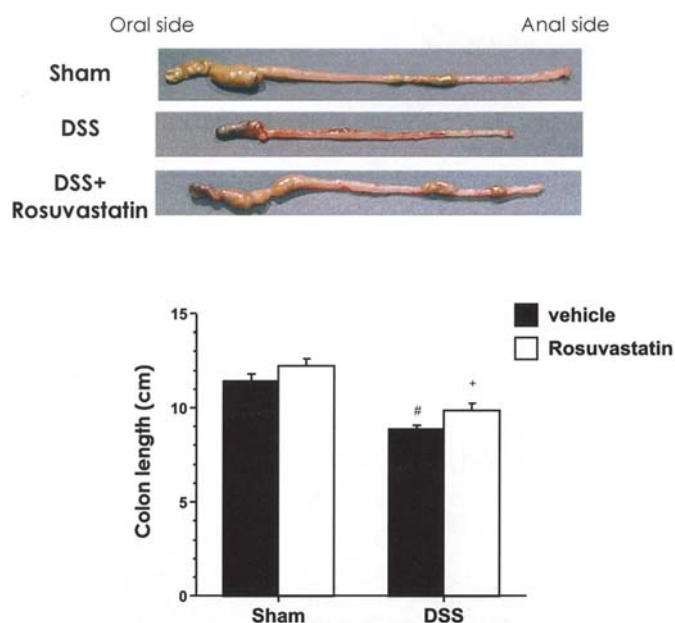 Oral side
Anal side
Sham
DSS
DSS+
Rosuvastatin
15
vehicle
Rosuvastatin
10
5
0
Colon length (cm)
#
+
Sham
DSS